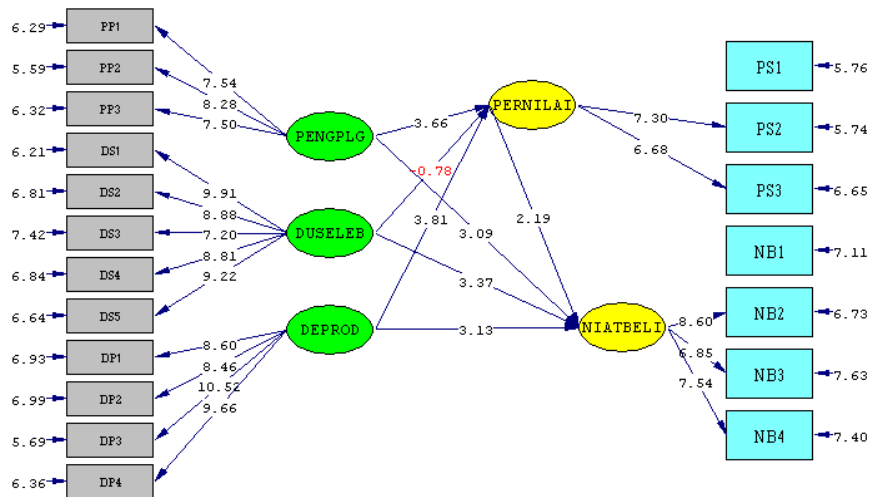 6.29 PP1
5.59 PP2
6.32 PP3
6.21 DS1
6.81 DS2
7.42 DS3
6.84 DS4
6.64 DS5
6.93 DP1
6.99 DP2
5.69 DP3
6.36 DP4
7.54
8.28
7.50
9.91
8.88
7.20
8.81
9.22
8.60
8.46
10.52
9.66
PENGPLG
DUSELEB
DEPROD
3.66
-0.78
3.81
3.09
3.37
3.13
2.19
PERNILAI
NIATBELI
7.30
6.68
8.60
6.85
7.54
PS1 5.76
PS2 5.74
PS3 6.65
NB1 7.11
NB2 6.73
NB3 7.63
NB4 7.40